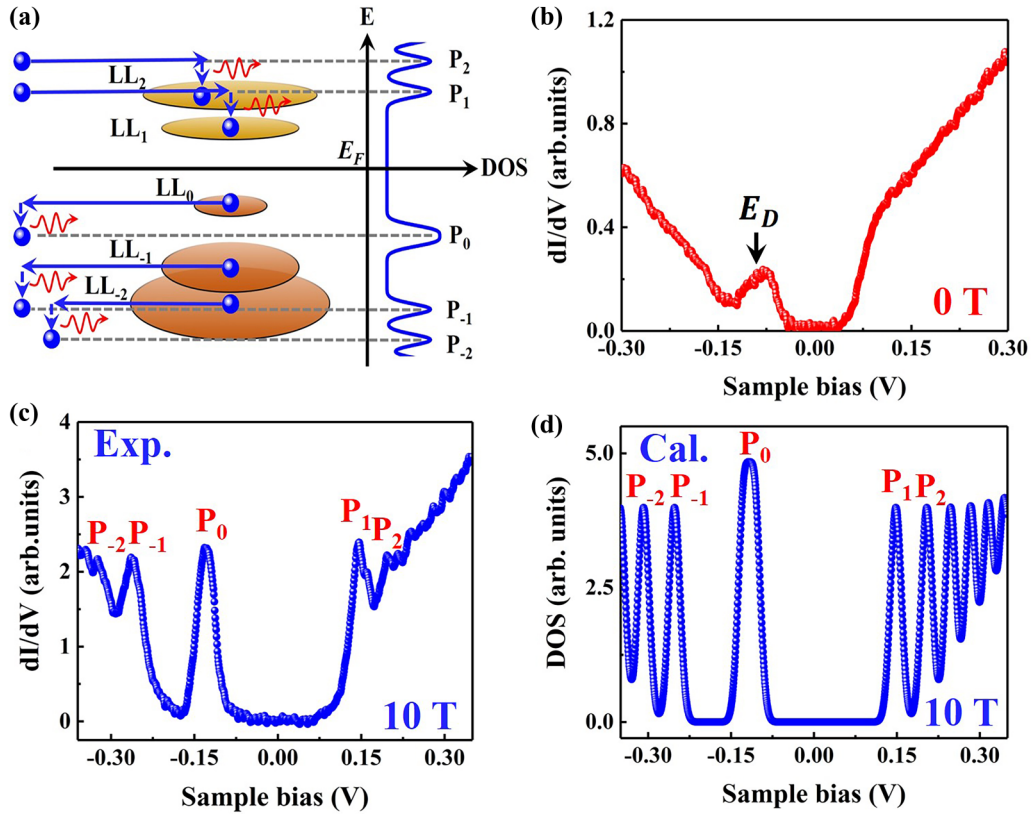 (a)
E
P₂
LL₂
P₁
LL₁
E_F
DOS
LL₀
P₀
LL₋₁
LL₋₂
P₋₁
P₋₂
(b)
1.2
0.8
0.4
0.0
dI/dV (arb.units)
E_D
0 T
-0.30
-0.15
0.00
0.15
0.30
Sample bias (V)
(c)
4
3
2
1
0
dI/dV (arb.units)
Exp.
P₋₂
P₋₁
P₀
P₁
P₂
10 T
-0.30
-0.15
0.00
0.15
0.30
Sample bias (V)
(d)
5.0
2.5
0.0
DOS (arb. units)
Cal.
P₋₂
P₋₁
P₀
P₁
P₂
10 T
-0.30
-0.15
0.00
0.15
0.30
Sample bias (V)